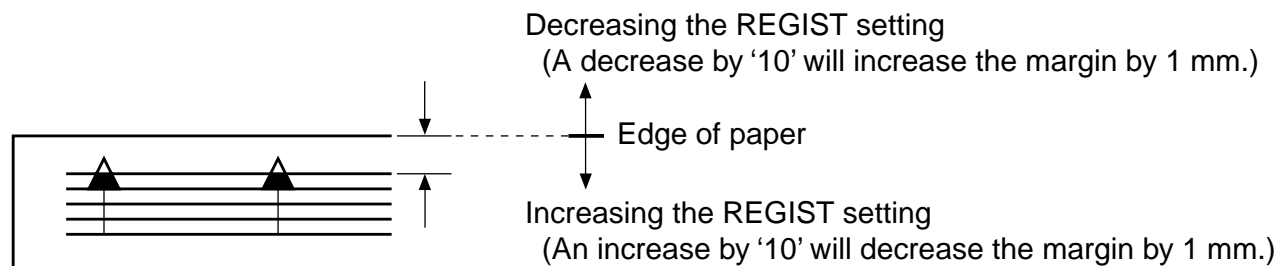 Decreasing the REGIST setting
(A decrease by ‘10’ will increase the margin by 1 mm.)
Edge of paper
Increasing the REGIST setting
(An increase by ‘10’ will decrease the margin by 1 mm.)